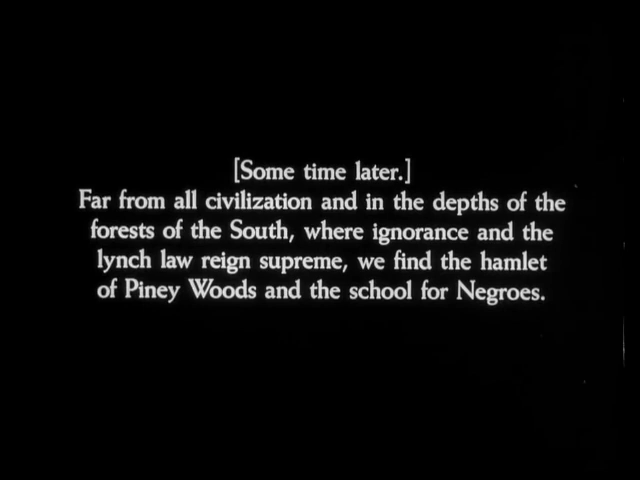 [Some time later.]
Far from all civilization and in the depths of the
forests of the South, where ignorance and the
lynch law reign supreme, we find the hamlet
of Piney Woods and the school for Negroes.